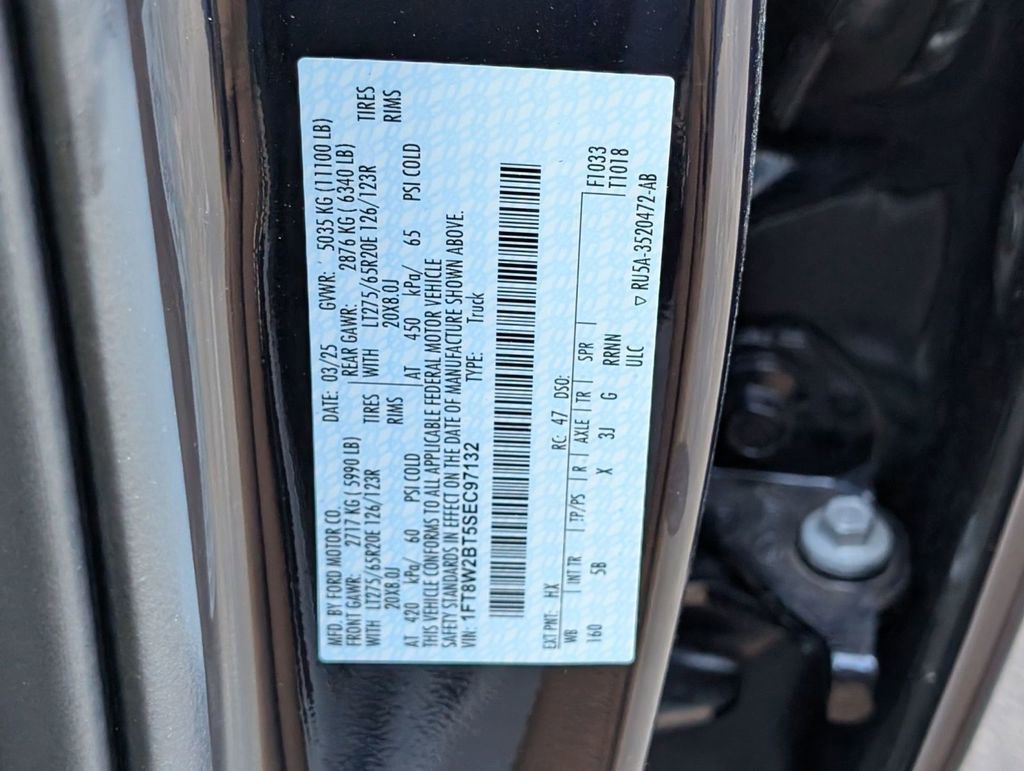 MFD. BY FORD MOTOR CO. DATE: 03/25 GVWR: 5035 KG (11100 LB)
FRONT GAWR: 2717 KG ( 5990 LB) REAR GAWR: 2876 KG ( 6340 LB)
WITH LT275/65R20E 126/123R TIRES WITH LT275/65R20E 126/123R TIRES
20X8.0J RIMS 20X8.0J RIMS
AT 420 kPa/ 60 PSI COLD AT 450 kPa/ 65 PSI COLD
THIS VEHICLE CONFORMS TO ALL APPLICABLE FEDERAL MOTOR VEHICLE
SAFETY STANDARDS IN EFFECT ON THE DATE OF MANUFACTURE SHOWN ABOVE.
VIN: 1FT8W2BT5SEC97132 TYPE: Truck
EXT PNT: HX RC: 47 DSO:
WB INT TR TP/PS R AXLE TR SPR F1033
160 5B X 3J G RRNN T1018
ULC
▽ RU5A-3520472-AB